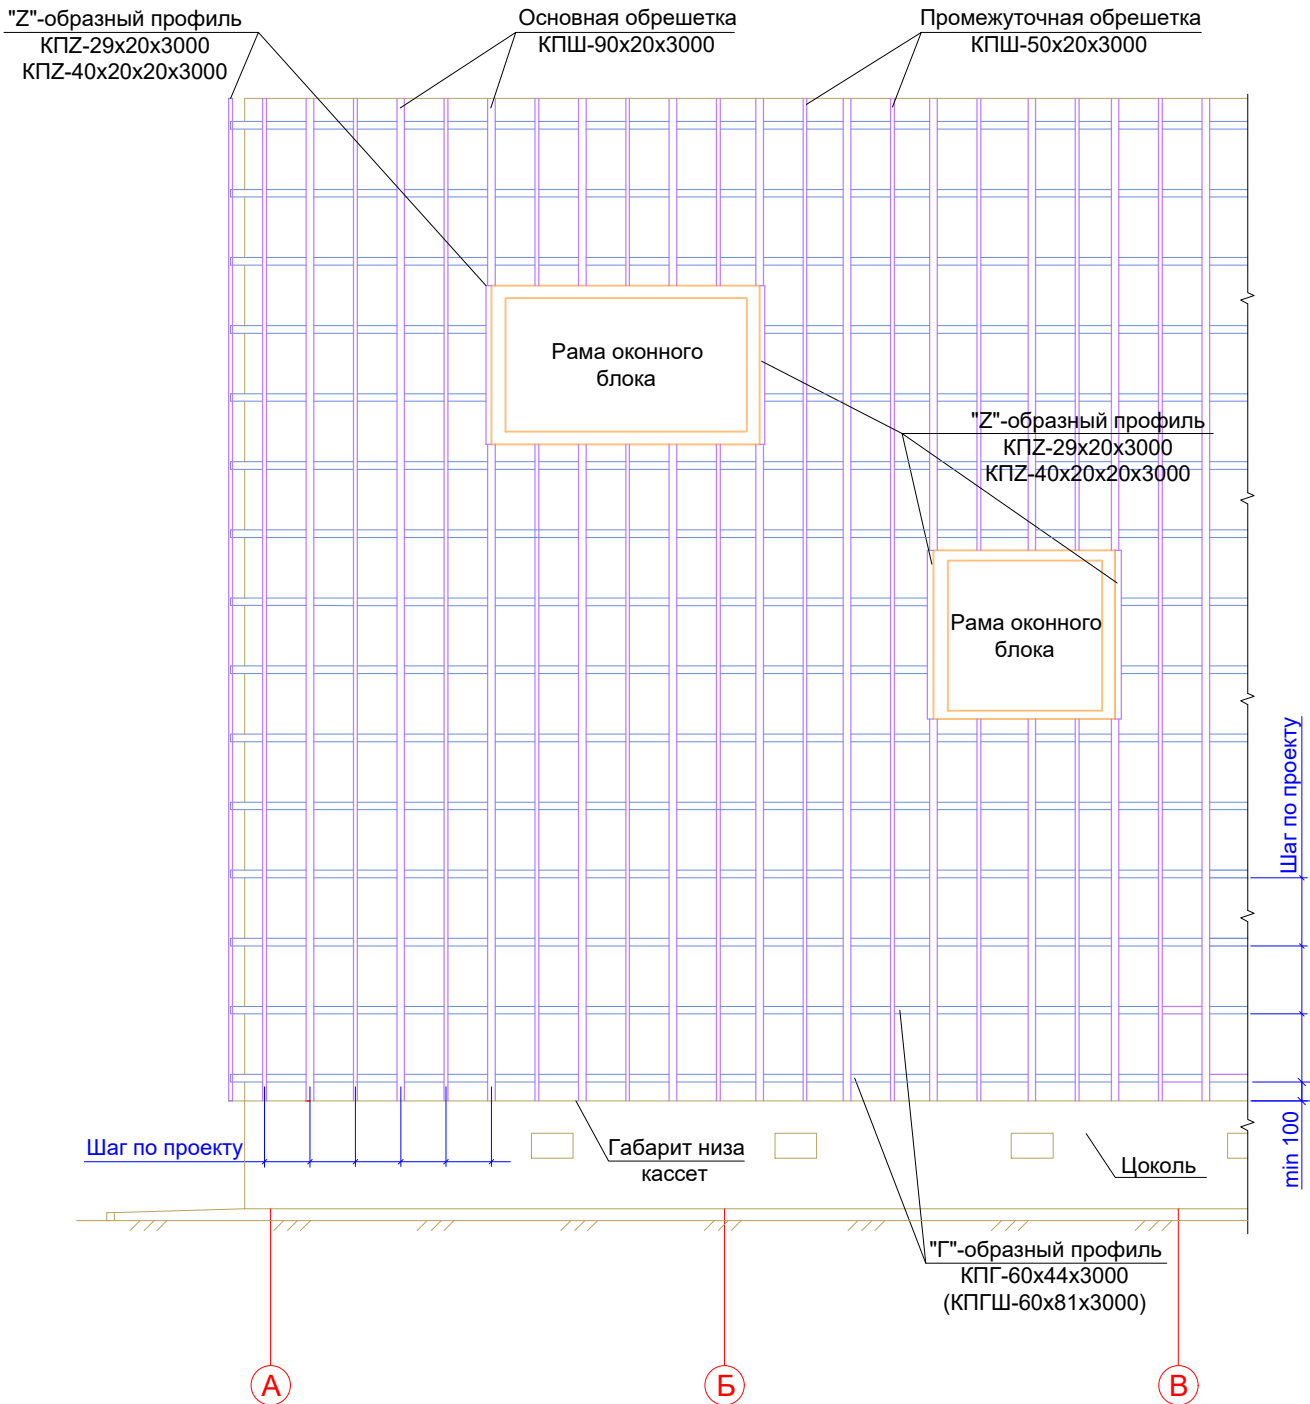 "Z"-образный профиль
КПZ-29х20х3000
КПZ-40х20х20х3000
Основная обрешетка
КПШ-90х20х3000
Промежуточная обрешетка
КПШ-50х20х3000
Рама оконного
блока
"Z"-образный профиль
КПZ-29х20х3000
КПZ-40х20х20х3000
Рама оконного
блока
Шаг по проекту
Шаг по проекту
Габарит низа
кассет
Цоколь
min 100
"Г"-образный профиль
КПГ-60х44х3000
(КПГШ-60х81х3000)
А
Б
В